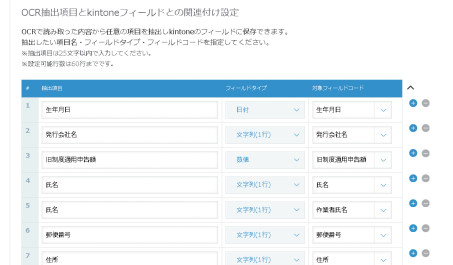 OCR抽出項目とkintoneフィールドとの関連付け設定
OCRで読み取った内容から任意の項目を抽出しkintoneのフィールドに保存できます。
抽出したい項目名・フィールドタイプ・フィールドコードを指定してください。
※抽出項目は25文字以内で入力してください。
※設定可能行数は60行までです。
# 抽出項目 フィールドタイプ 対象フィールドコード
1 生年月日 日付 生年月日
2 発行会社名 文字列(1行) 発行会社名
3 旧制度適用申告額 数値 旧制度適用申告額
4 氏名 文字列(1行) 氏名
5 氏名 文字列(1行) 作業者氏名
6 郵便番号 文字列(1行) 郵便番号
7 住所 文字列(1行) 住所